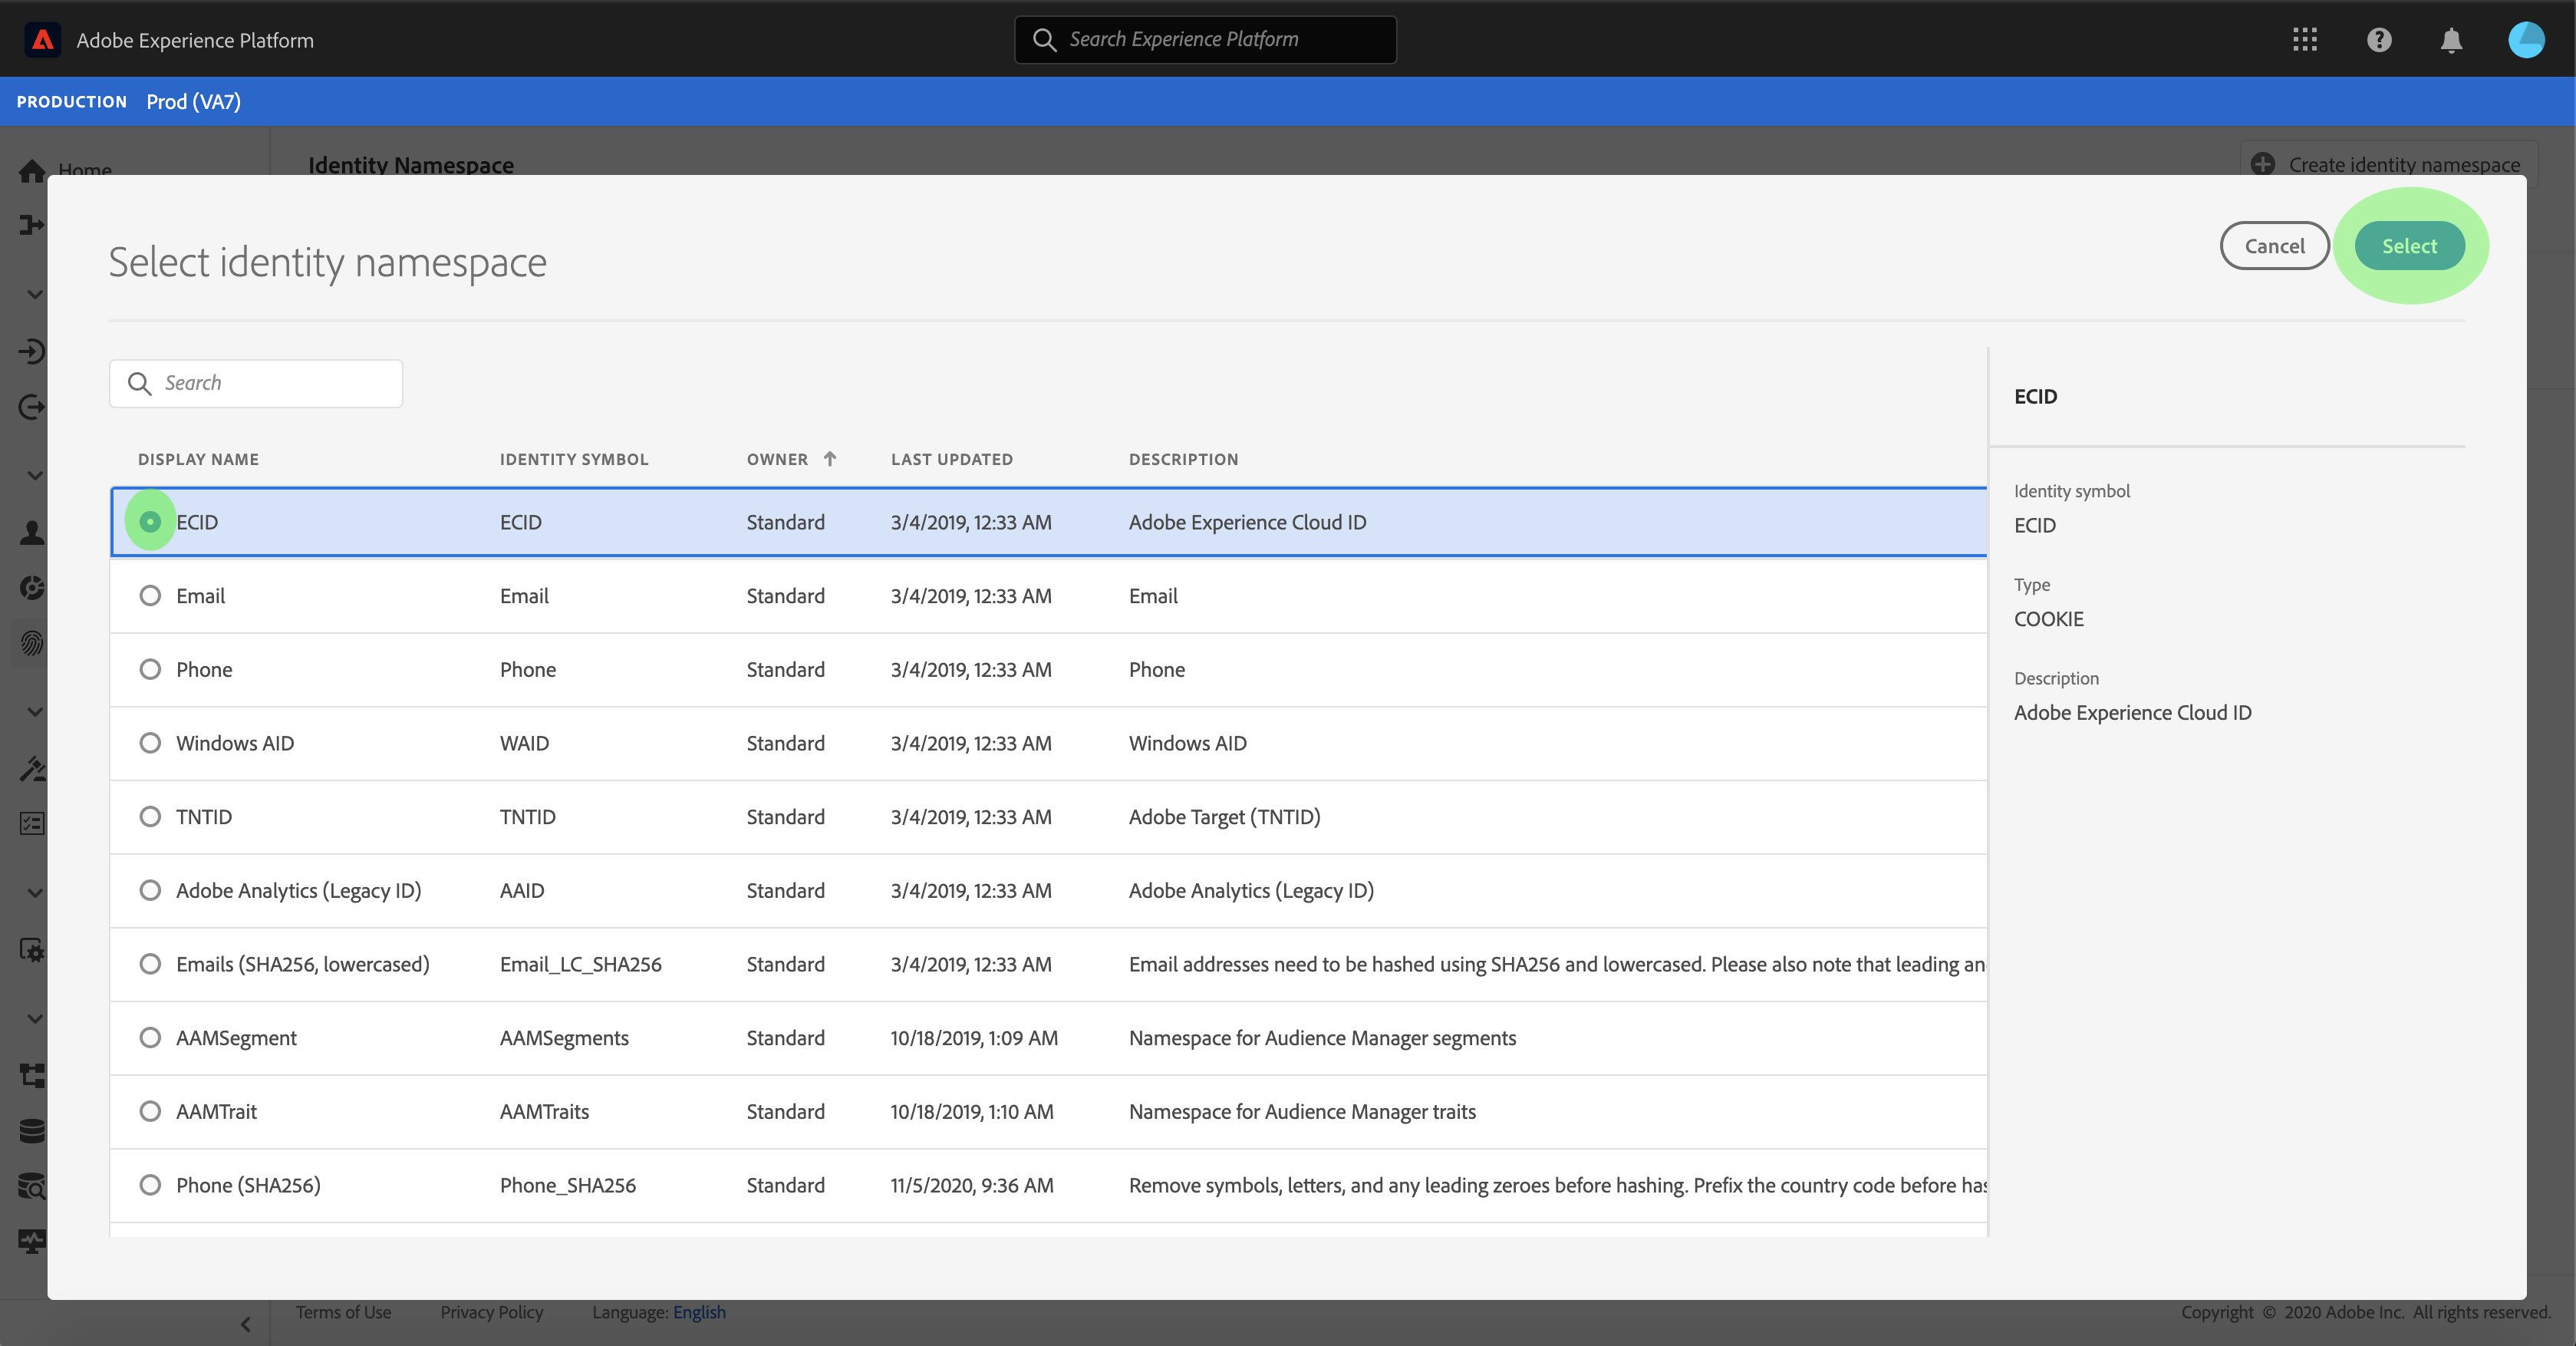 Adobe Experience Platform
Search Experience Platform
PRODUCTION Prod (VA7)
Home
Identity Namespace
Create identity namespace
Select identity namespace
Cancel
Select
Search
DISPLAY NAME IDENTITY SYMBOL OWNER LAST UPDATED DESCRIPTION
ECID ECID Standard 3/4/2019, 12:33 AM Adobe Experience Cloud ID
Email Email Standard 3/4/2019, 12:33 AM Email
Phone Phone Standard 3/4/2019, 12:33 AM Phone
Windows AID WAID Standard 3/4/2019, 12:33 AM Windows AID
TNTID TNTID Standard 3/4/2019, 12:33 AM Adobe Target (TNTID)
Adobe Analytics (Legacy ID) AAID Standard 3/4/2019, 12:33 AM Adobe Analytics (Legacy ID)
Emails (SHA256, lowercased) Email_LC_SHA256 Standard 3/4/2019, 12:33 AM Email addresses need to be hashed using SHA256 and lowercased. Please also note that leading an
AAMSegment AAMSegments Standard 10/18/2019, 1:09 AM Namespace for Audience Manager segments
AAMTrait AAMTraits Standard 10/18/2019, 1:10 AM Namespace for Audience Manager traits
Phone (SHA256) Phone_SHA256 Standard 11/5/2020, 9:36 AM Remove symbols, letters, and any leading zeroes before hashing. Prefix the country code before has
ECID
Identity symbol
ECID
Type
COOKIE
Description
Adobe Experience Cloud ID
Terms of Use Privacy Policy Language: English
Copyright © 2020 Adobe Inc. All rights reserved.